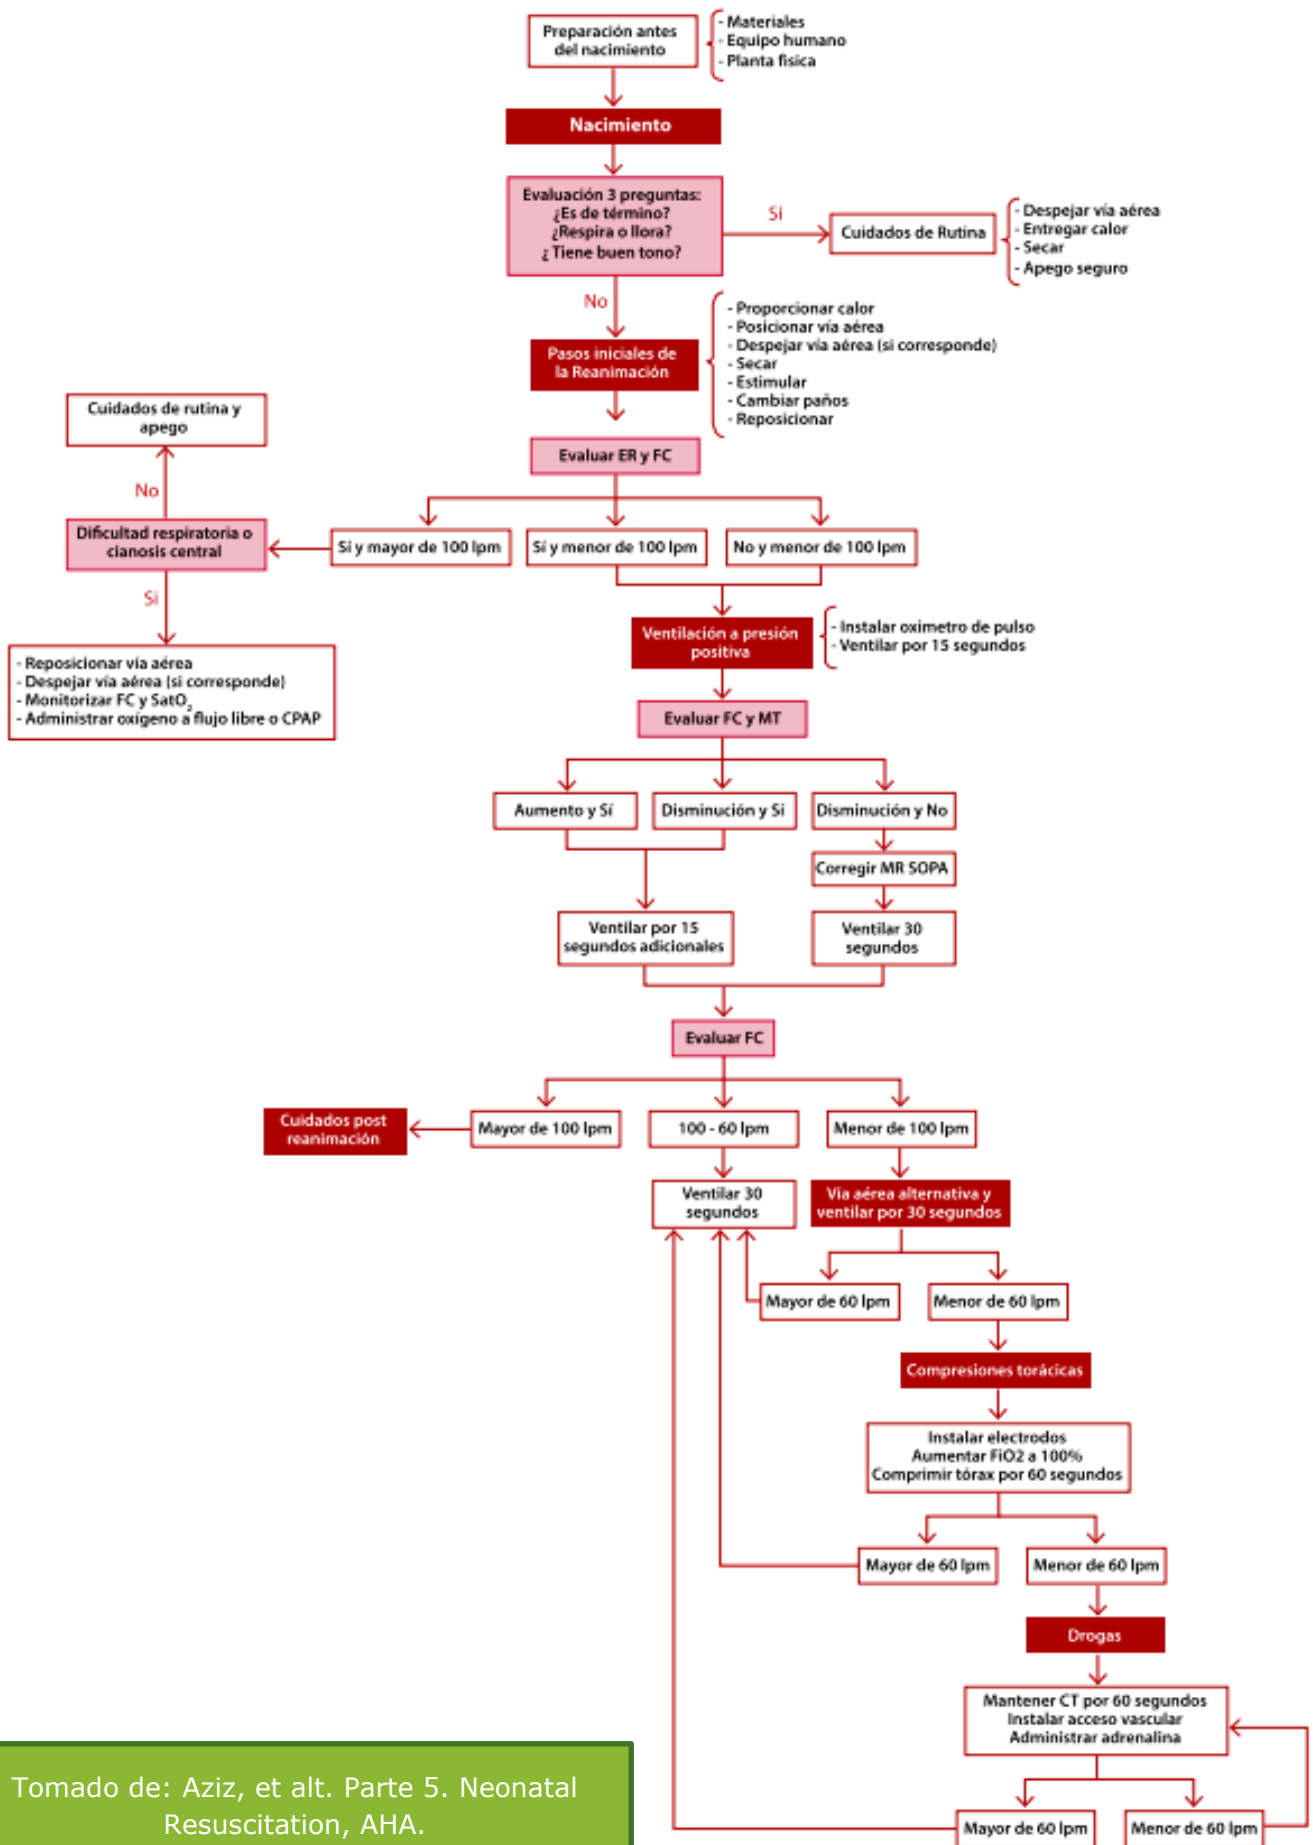 Preparación antes
del nacimiento
- Materiales
- Equipo humano
- Planta física
Nacimiento
Evaluación 3 preguntas:
¿Es de término?
¿Respira o llora?
¿ Tiene buen tono?
Si
Cuidados de Rutina
- Despejar vía aérea
- Entregar calor
- Secar
- Apego seguro
No
Pasos iniciales de
la Reanimación
- Proporcionar calor
- Posicionar vía aérea
- Despejar vía aérea (si corresponde)
- Secar
- Estimular
- Cambiar paños
- Reposicionar
Evaluar ER y FC
Cuidados de rutina y
apego
No
Dificultad respiratoria o
cianosis central
Sí y mayor de 100 lpm
Sí y menor de 100 lpm
No y menor de 100 lpm
Si
- Reposicionar vía aérea
- Despejar vía aérea (si corresponde)
- Monitorizar FC y SatO2
- Administrar oxígeno a flujo libre o CPAP
Ventilación a presión
positiva
- Instalar oximetro de pulso
- Ventilar por 15 segundos
Evaluar FC y MT
Aumento y Sí
Disminución y Sí
Disminución y No
Corregir MR SOPA
Ventilar por 15
segundos adicionales
Ventilar 30
segundos
Evaluar FC
Cuidados post
reanimación
Mayor de 100 lpm
100 - 60 lpm
Menor de 100 lpm
Ventilar 30
segundos
Vía aérea alternativa y
ventilar por 30 segundos
Mayor de 60 lpm
Menor de 60 lpm
Compresiones torácicas
Instalar electrodos
Aumentar FiO2 a 100%
Comprimir tórax por 60 segundos
Mayor de 60 lpm
Menor de 60 lpm
Drogas
Mantener CT por 60 segundos
Instalar acceso vascular
Administrar adrenalina
Mayor de 60 lpm
Menor de 60 lpm
Tomado de: Aziz, et alt. Parte 5. Neonatal
Resuscitation, AHA.